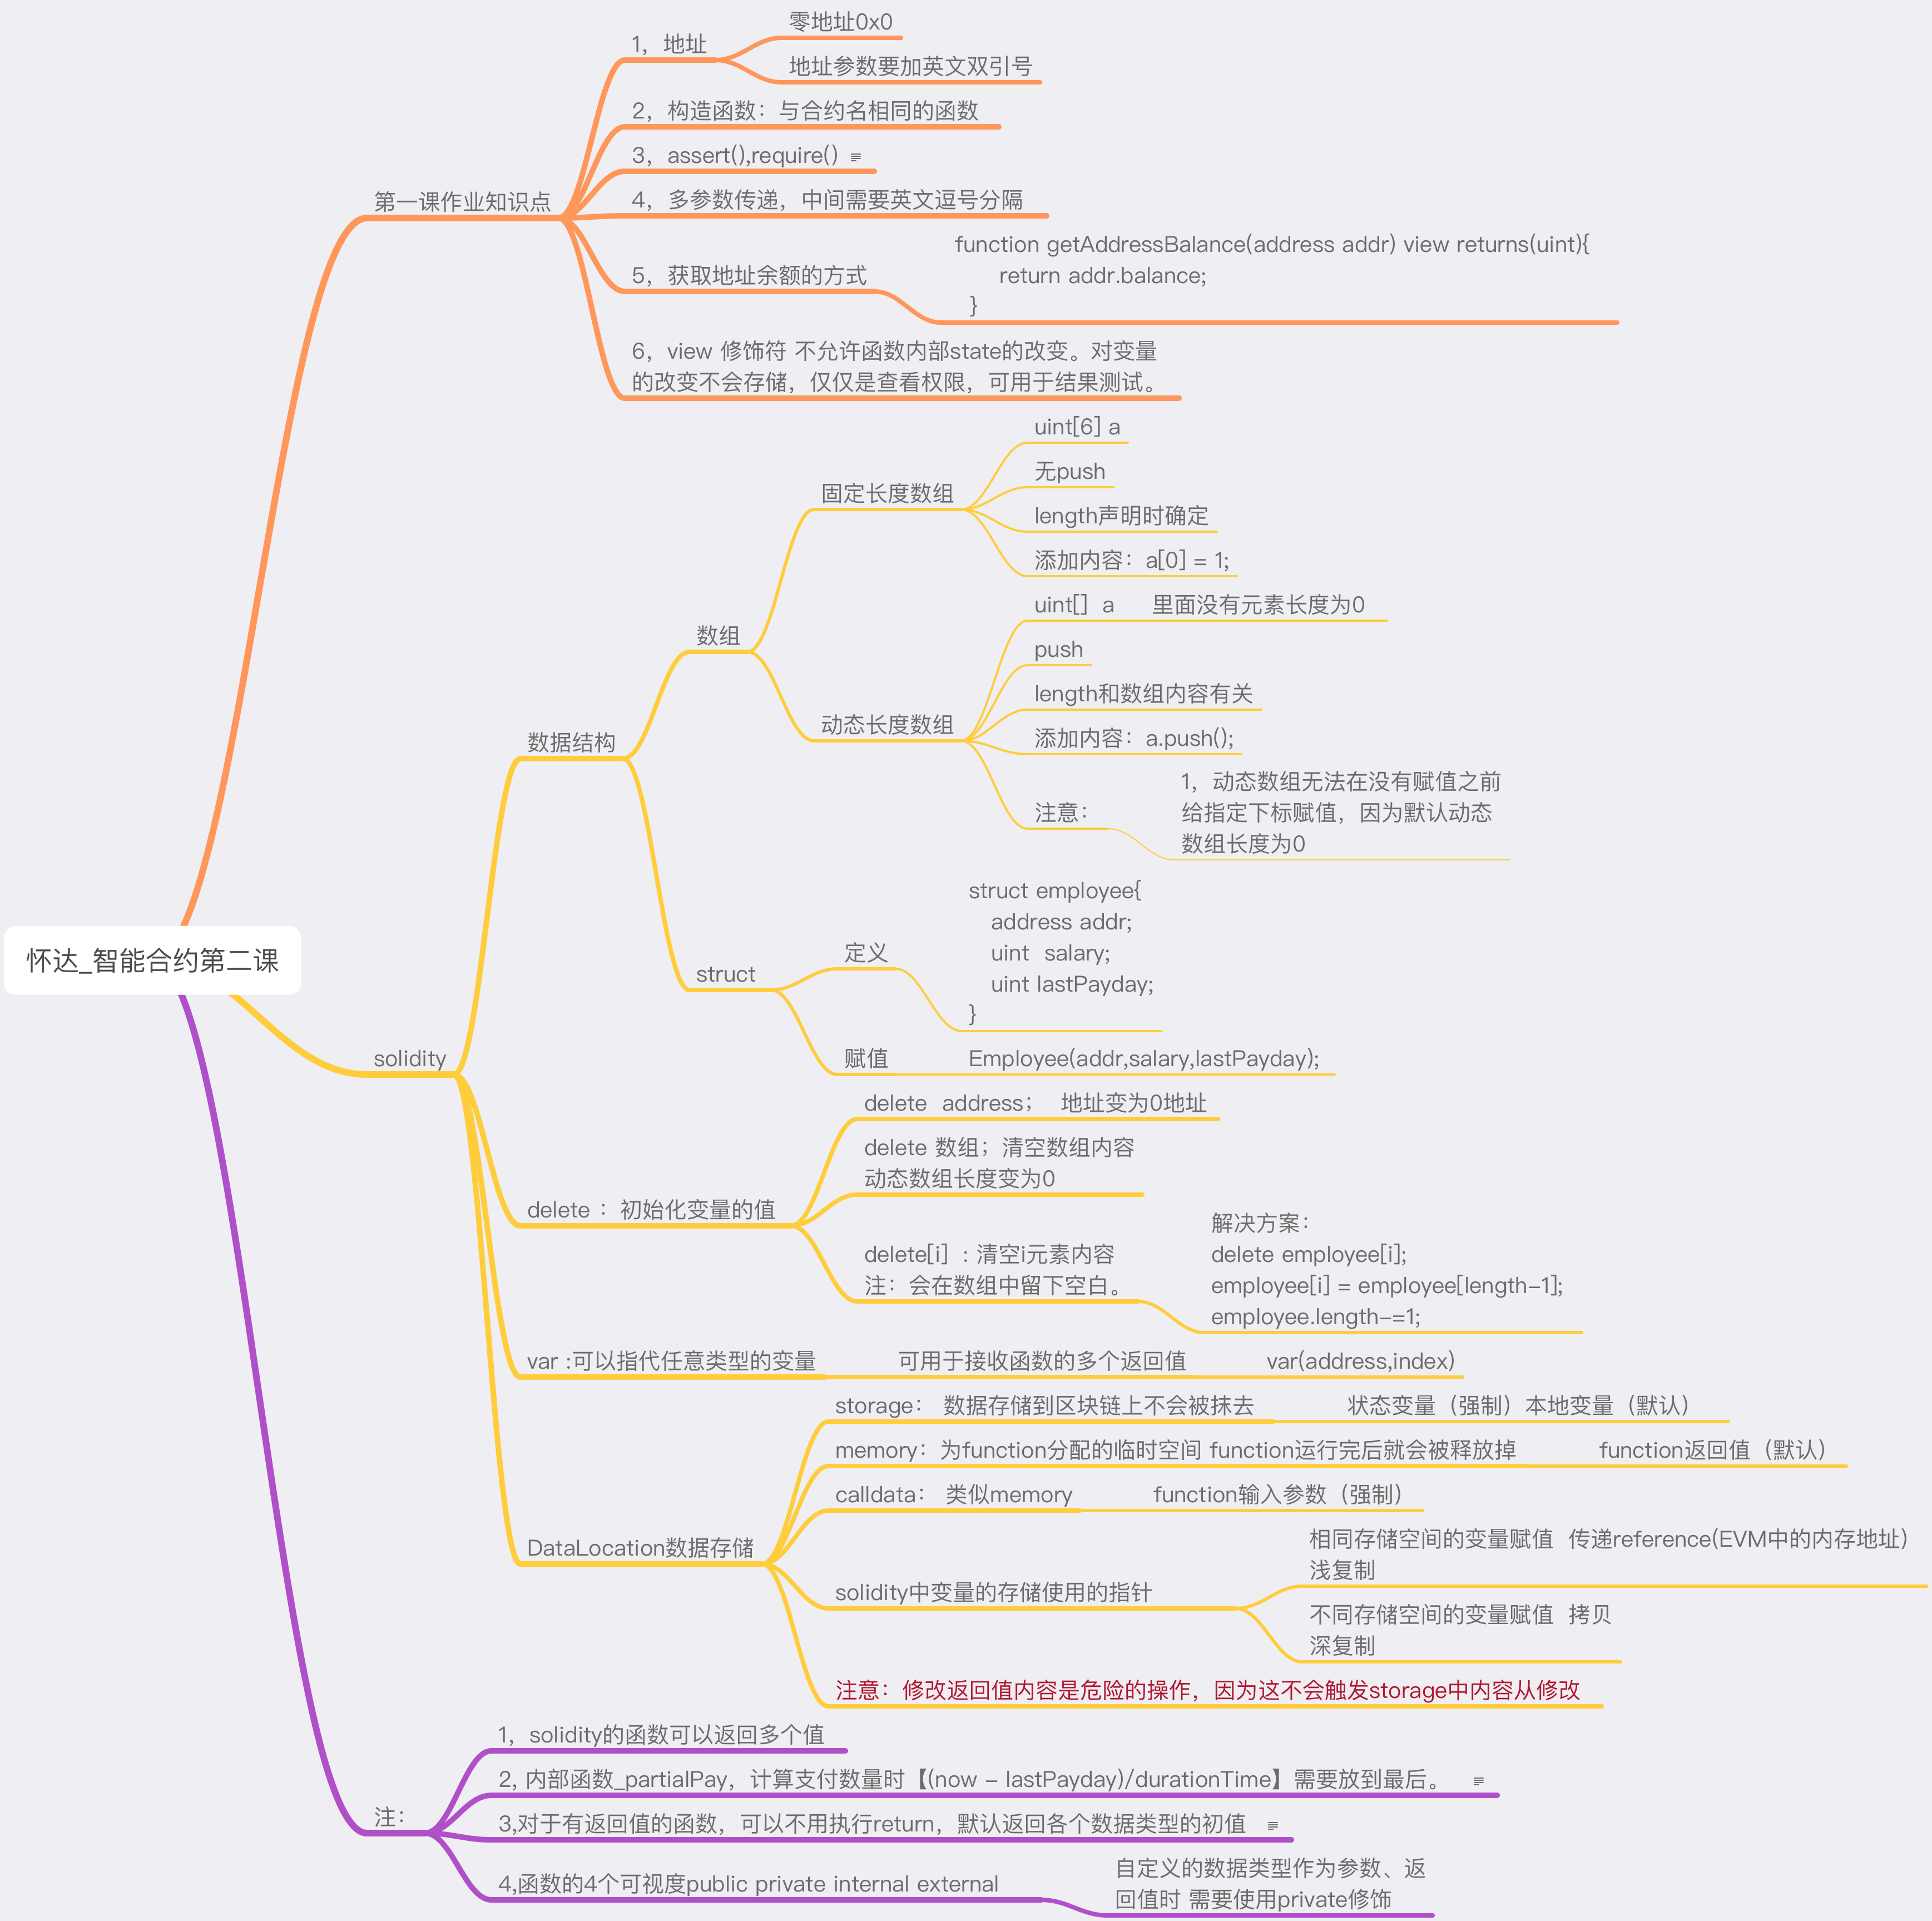 怀达_智能合约第二课
第一课作业知识点
1，地址
零地址0x0
地址参数要加英文双引号
2，构造函数：与合约名相同的函数
3，assert(),require()
4，多参数传递，中间需要英文逗号分隔
5，获取地址余额的方式
function getAddressBalance(address addr) view returns(uint){
return addr.balance;
}
6，view 修饰符 不允许函数内部state的改变。对变量
的改变不会存储，仅仅是查看权限，可用于结果测试。
solidity
数据结构
数组
固定长度数组
uint[6] a
无push
length声明时确定
添加内容：a[0] = 1;
动态长度数组
uint[]  a     里面没有元素长度为0
push
length和数组内容有关
添加内容：a.push();
注意：
1，动态数组无法在没有赋值之前
给指定下标赋值，因为默认动态
数组长度为0
struct
定义
struct employee{
address addr;
uint  salary;
uint lastPayday;
}
赋值
Employee(addr,salary,lastPayday);
delete ：初始化变量的值
delete  address；  地址变为0地址
delete 数组；清空数组内容
动态数组长度变为0
delete[i]  : 清空i元素内容
注：会在数组中留下空白。
解决方案：
delete employee[i];
employee[i] = employee[length-1];
employee.length-=1;
var :可以指代任意类型的变量
可用于接收函数的多个返回值
var(address,index)
DataLocation数据存储
storage： 数据存储到区块链上不会被抹去
状态变量（强制）本地变量（默认）
memory：为function分配的临时空间 function运行完后就会被释放掉
function返回值（默认）
calldata： 类似memory
function输入参数（强制）
solidity中变量的存储使用的指针
相同存储空间的变量赋值  传递reference(EVM中的内存地址)
浅复制
不同存储空间的变量赋值  拷贝
深复制
注意：修改返回值内容是危险的操作，因为这不会触发storage中内容从修改
注：
1，solidity的函数可以返回多个值
2, 内部函数_partialPay，计算支付数量时【(now - lastPayday)/durationTime】需要放到最后。
3,对于有返回值的函数，可以不用执行return，默认返回各个数据类型的初值
4,函数的4个可视度public private internal external
自定义的数据类型作为参数、返
回值时 需要使用private修饰